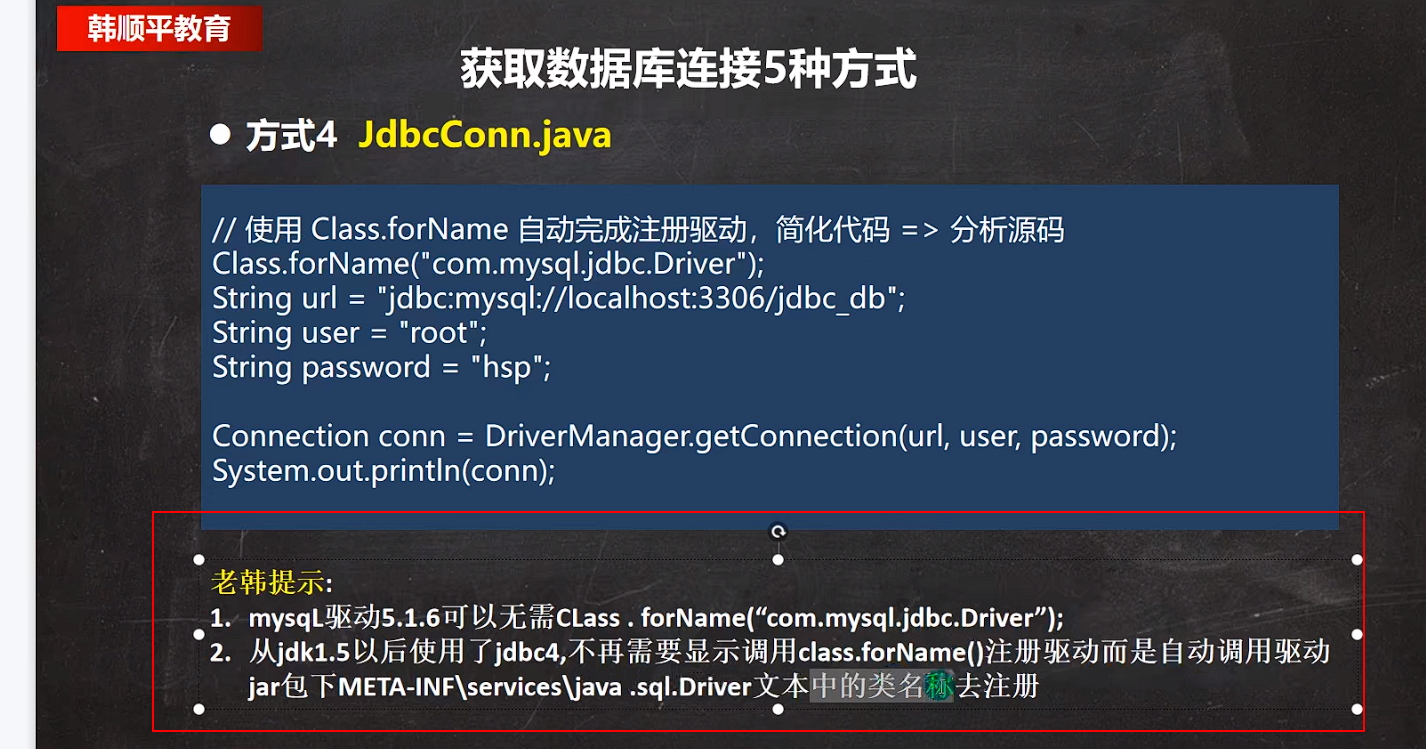 韩顺平教育
获取数据库连接5种方式
● 方式4 JdbcConn.java
// 使用 Class.forName 自动完成注册驱动，简化代码 => 分析源码
Class.forName("com.mysql.jdbc.Driver");
String url = "jdbc:mysql://localhost:3306/jdbc_db";
String user = "root";
String password = "hsp";
Connection conn = DriverManager.getConnection(url, user, password);
System.out.println(conn);
老韩提示:
1. mysqL驱动5.1.6可以无需CLass . forName(“com.mysql.jdbc.Driver”);
2. 从jdk1.5以后使用了jdbc4,不再需要显示调用class.forName()注册驱动而是自动调用驱动
jar包下META-INF\services\java .sql.Driver文本中的类名称去注册